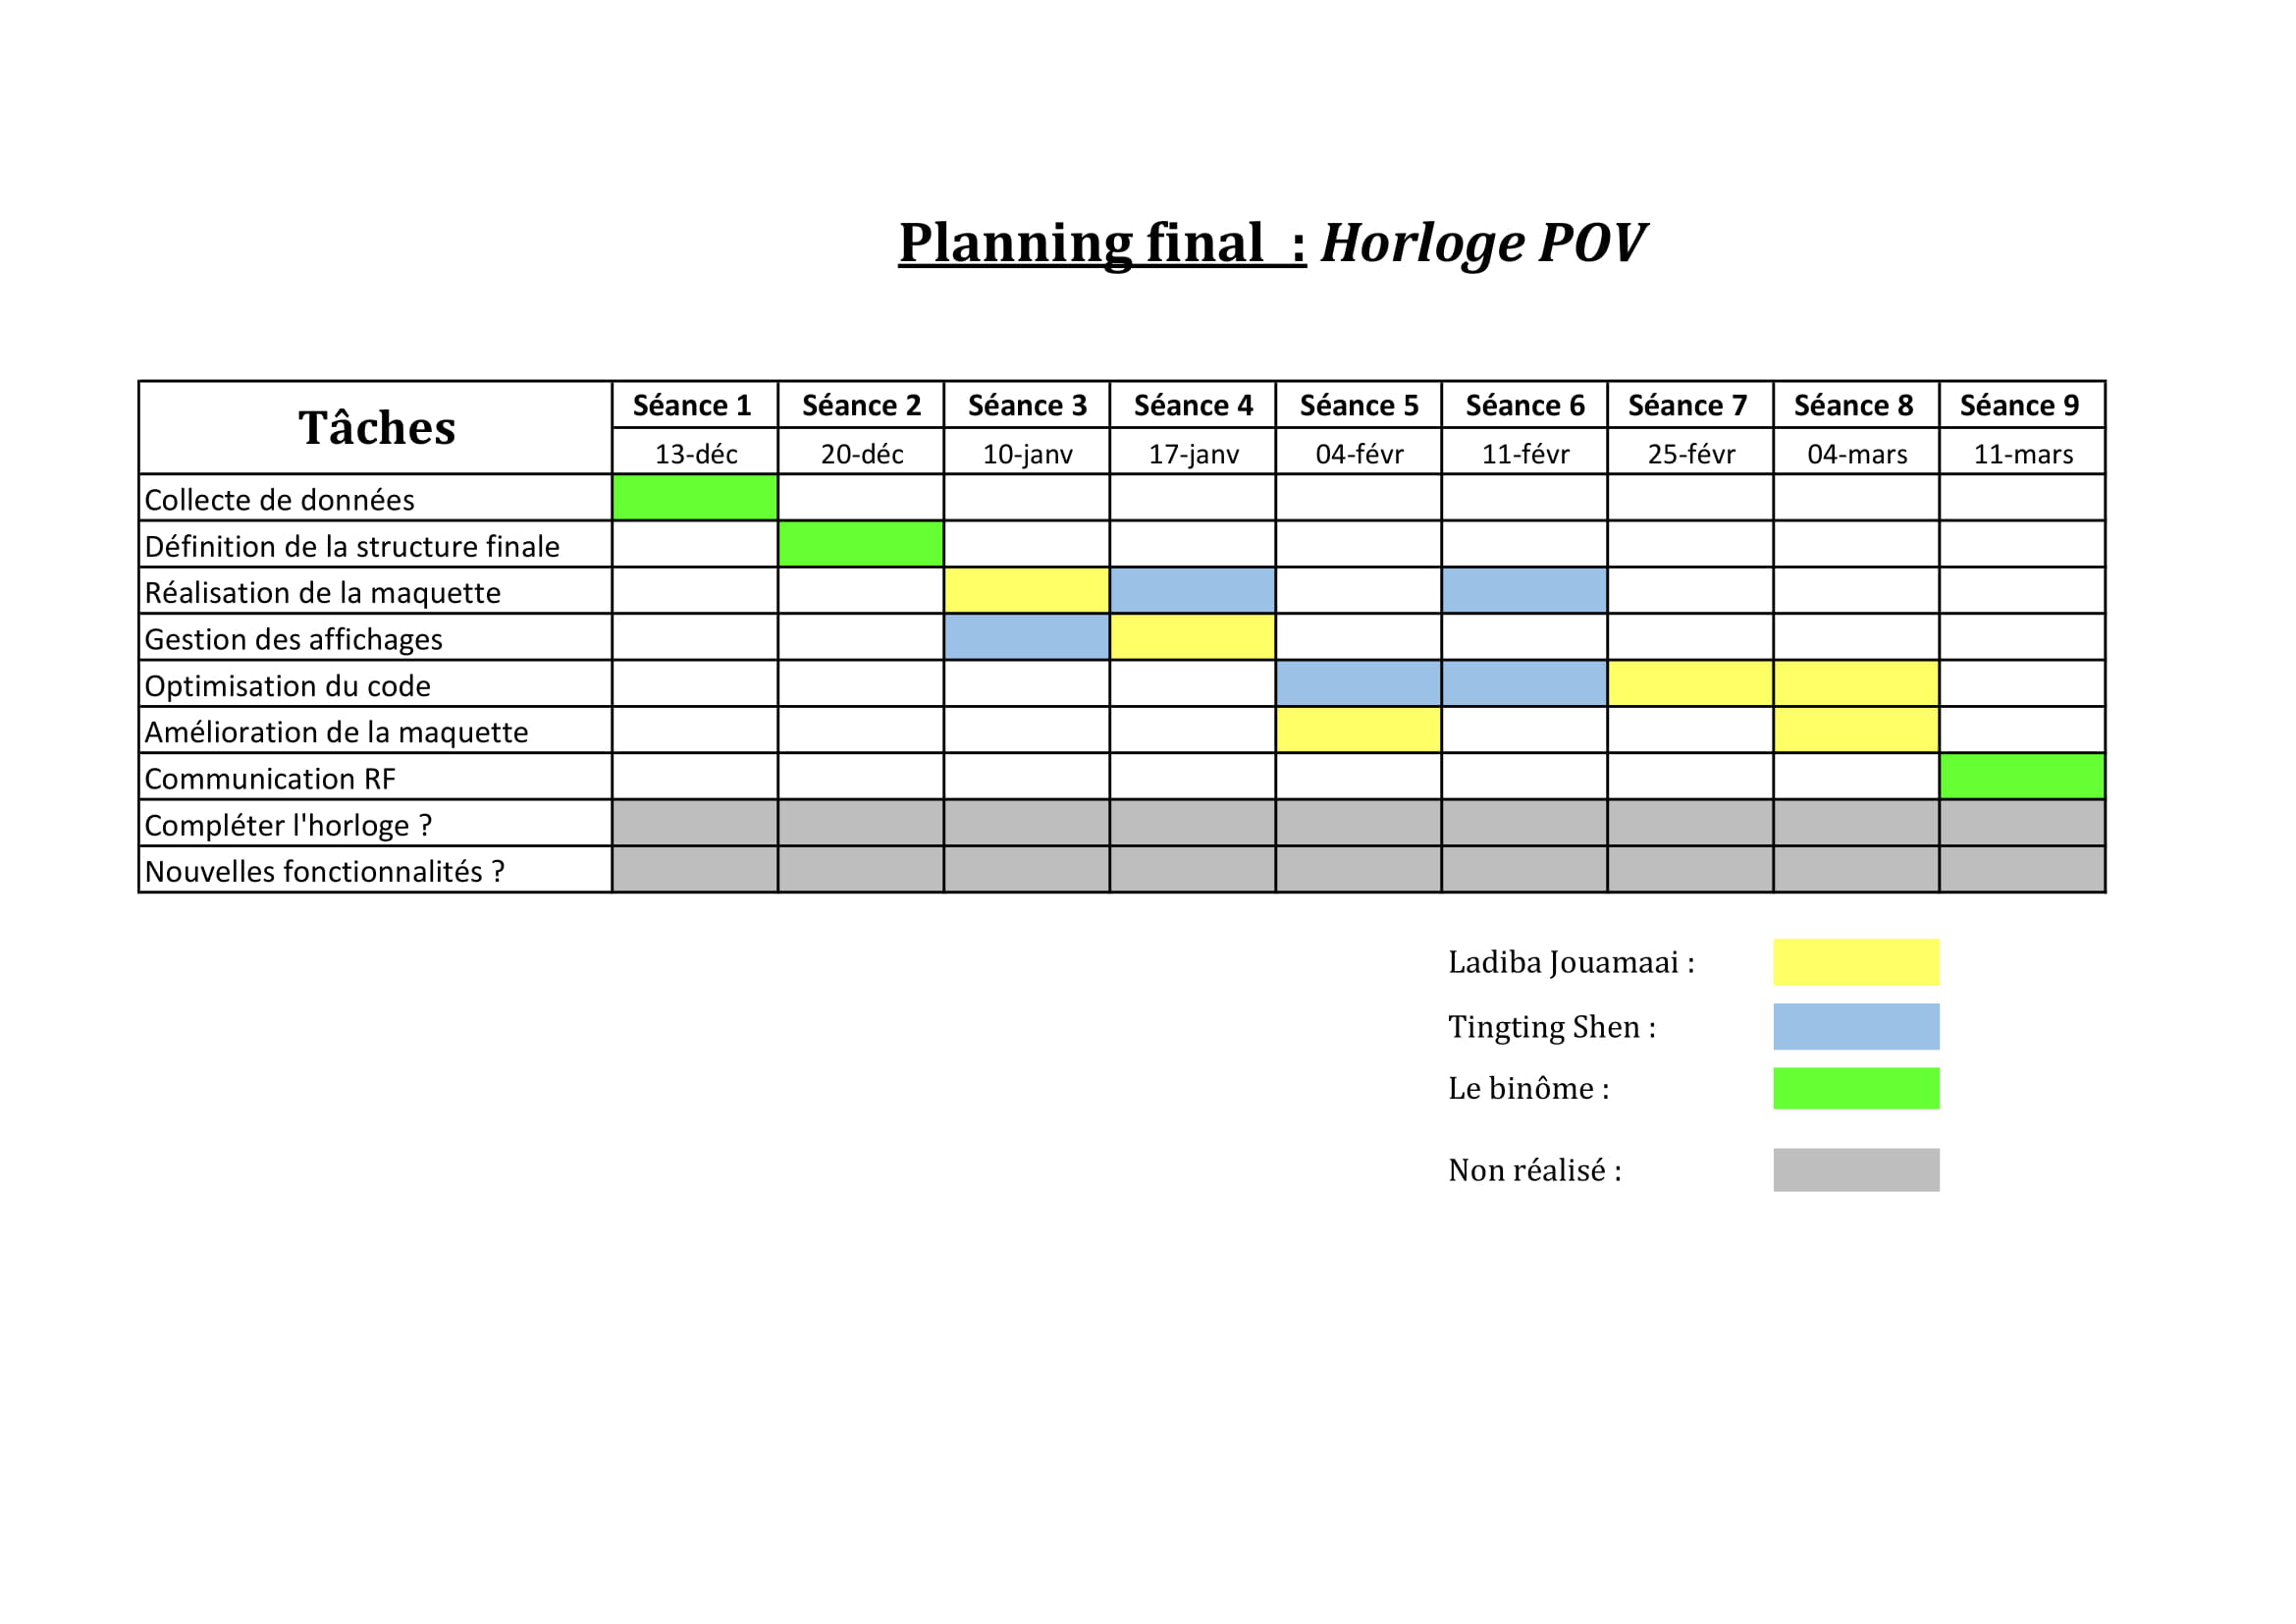 Planning final : Horloge POV
Tâches Séance 1 Séance 2 Séance 3 Séance 4 Séance 5 Séance 6 Séance 7 Séance 8 Séance 9
13-déc 20-déc 10-janv 17-janv 04-févr 11-févr 25-févr 04-mars 11-mars
Collecte de données
Définition de la structure finale
Réalisation de la maquette
Gestion des affichages
Optimisation du code
Amélioration de la maquette
Communication RF
Compléter l'horloge ?
Nouvelles fonctionnalités ?
Ladiba Jouamaai :
Tingting Shen :
Le binôme :
Non réalisé :